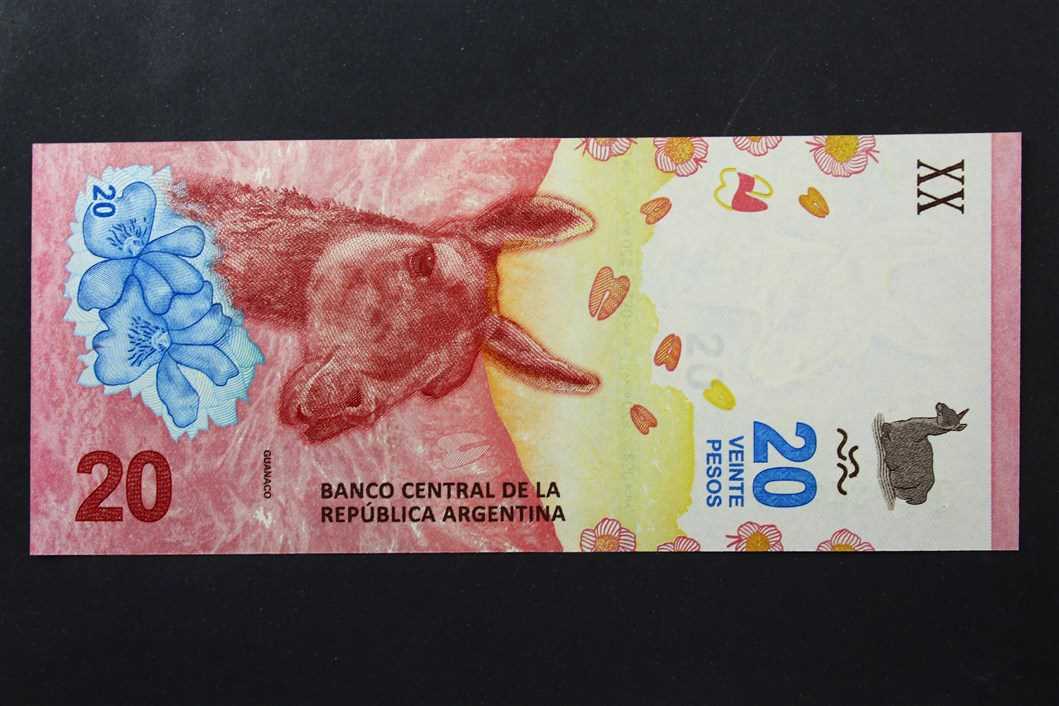 20
20
GUANACO
BANCO CENTRAL DE LA
REPÚBLICA ARGENTINA
XX
20
VEINTE
PESOS